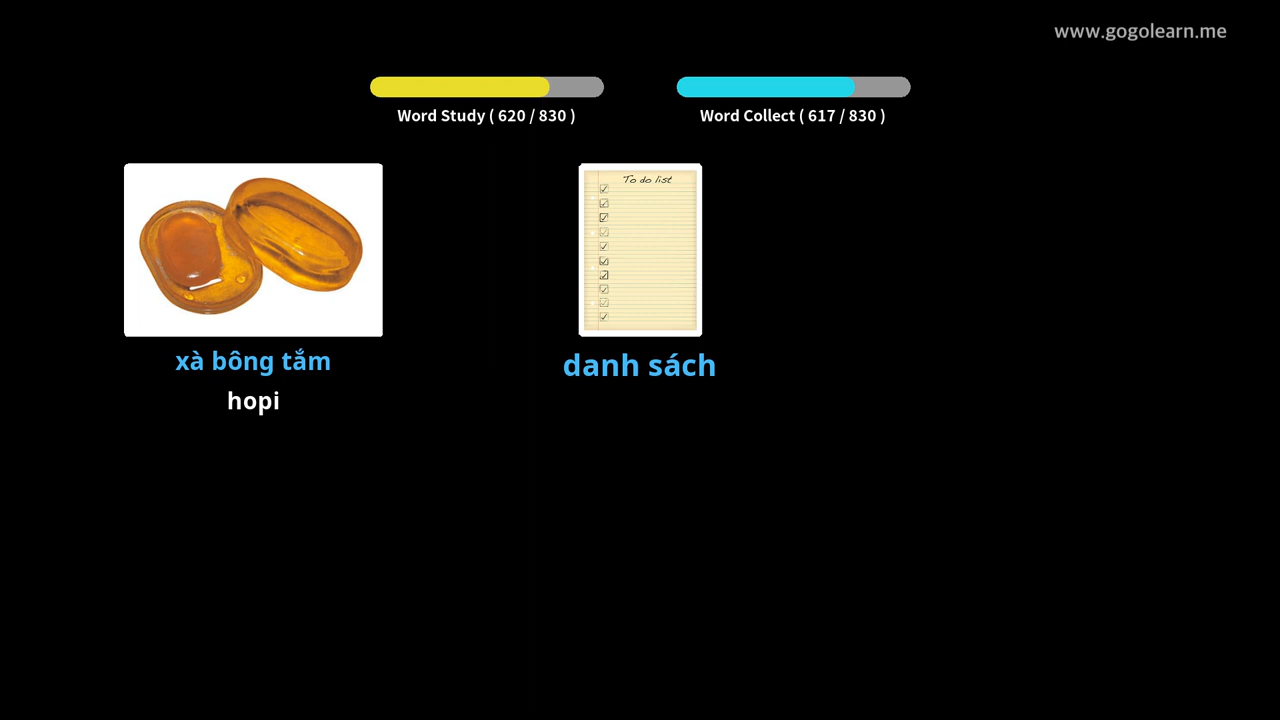 www.gogolearn.me
Word Study ( 620 / 830 )
Word Collect ( 617 / 830 )
To do list
xà bông tắm
danh sách
hopi